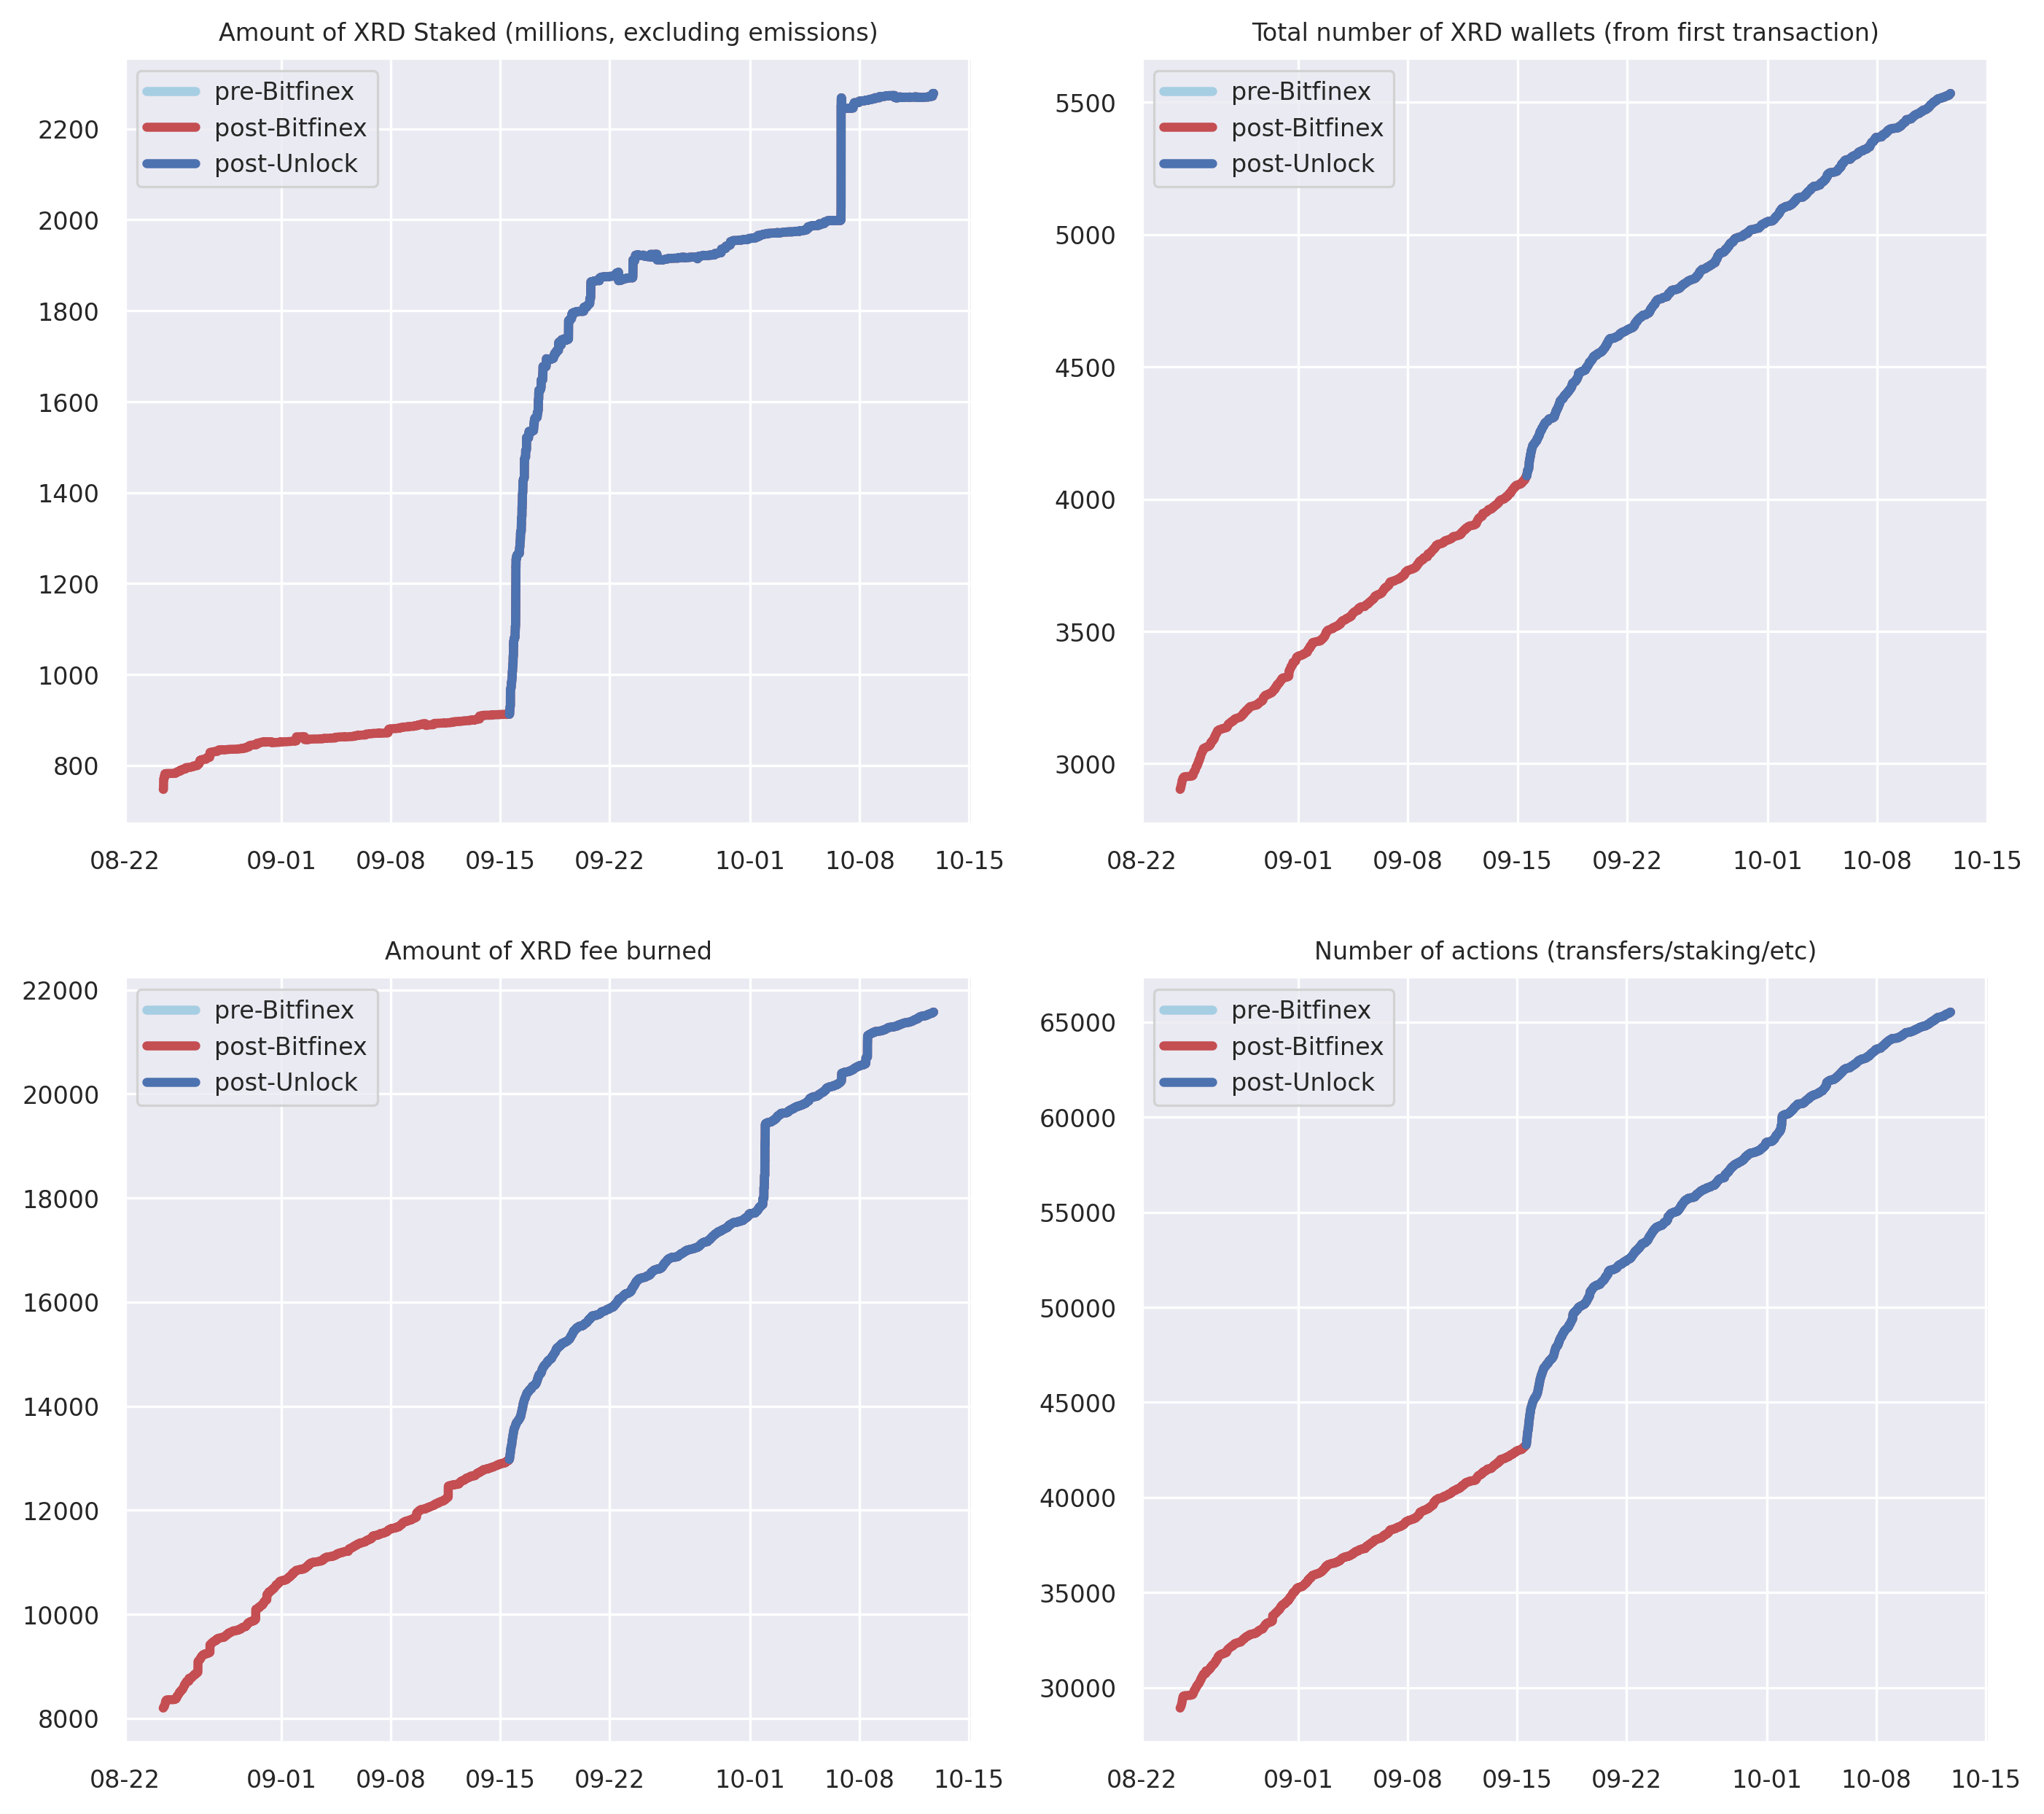 Amount of XRD Staked (millions, excluding emissions)
pre-Bitfinex
post-Bitfinex
post-Unlock
2200
2000
1800
1600
1400
1200
1000
800
08-22 09-01 09-08 09-15 09-22 10-01 10-08 10-15
Total number of XRD wallets (from first transaction)
pre-Bitfinex
post-Bitfinex
post-Unlock
5500
5000
4500
4000
3500
3000
08-22 09-01 09-08 09-15 09-22 10-01 10-08 10-15
Amount of XRD fee burned
pre-Bitfinex
post-Bitfinex
post-Unlock
22000
20000
18000
16000
14000
12000
10000
8000
08-22 09-01 09-08 09-15 09-22 10-01 10-08 10-15
Number of actions (transfers/staking/etc)
pre-Bitfinex
post-Bitfinex
post-Unlock
65000
60000
55000
50000
45000
40000
35000
30000
08-22 09-01 09-08 09-15 09-22 10-01 10-08 10-15